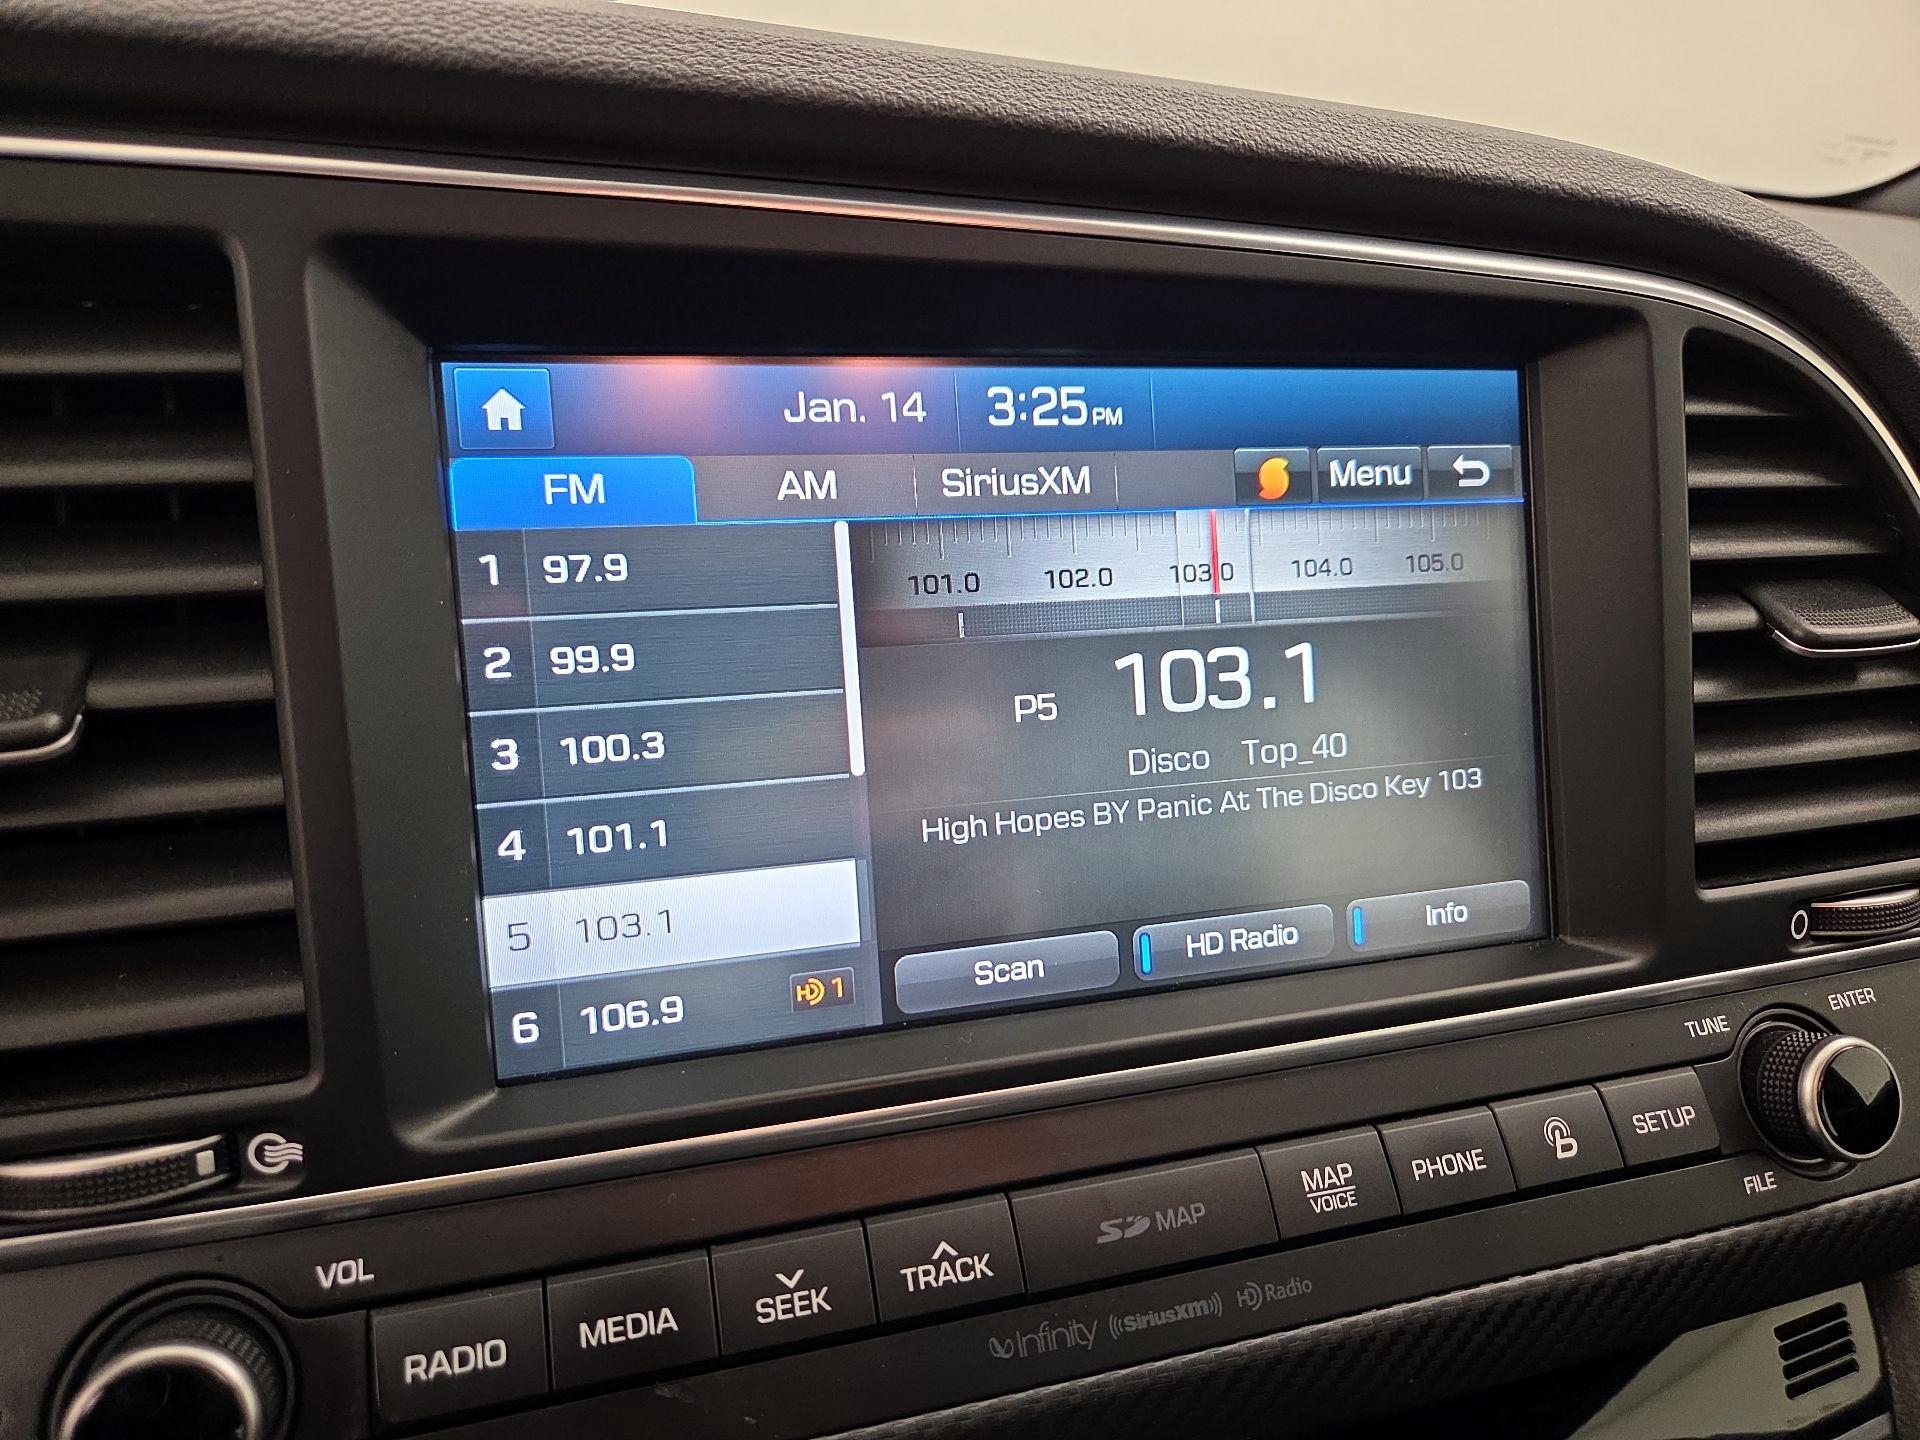 Jan. 14 3:25 PM
FM AM SiriusXM Menu
1 97.9
2 99.9
3 100.3
4 101.1
5 103.1
6 106.9 HD 1
101.0 102.0 103.0 104.0 105.0
P5 103.1
Disco Top_40
High Hopes BY Panic At The Disco Key 103
Scan HD Radio Info
0
TUNE ENTER
FILE
VOL
RADIO MEDIA SEEK TRACK SD MAP MAP VOICE PHONE SETUP
Infinity SiriusXM HD Radio